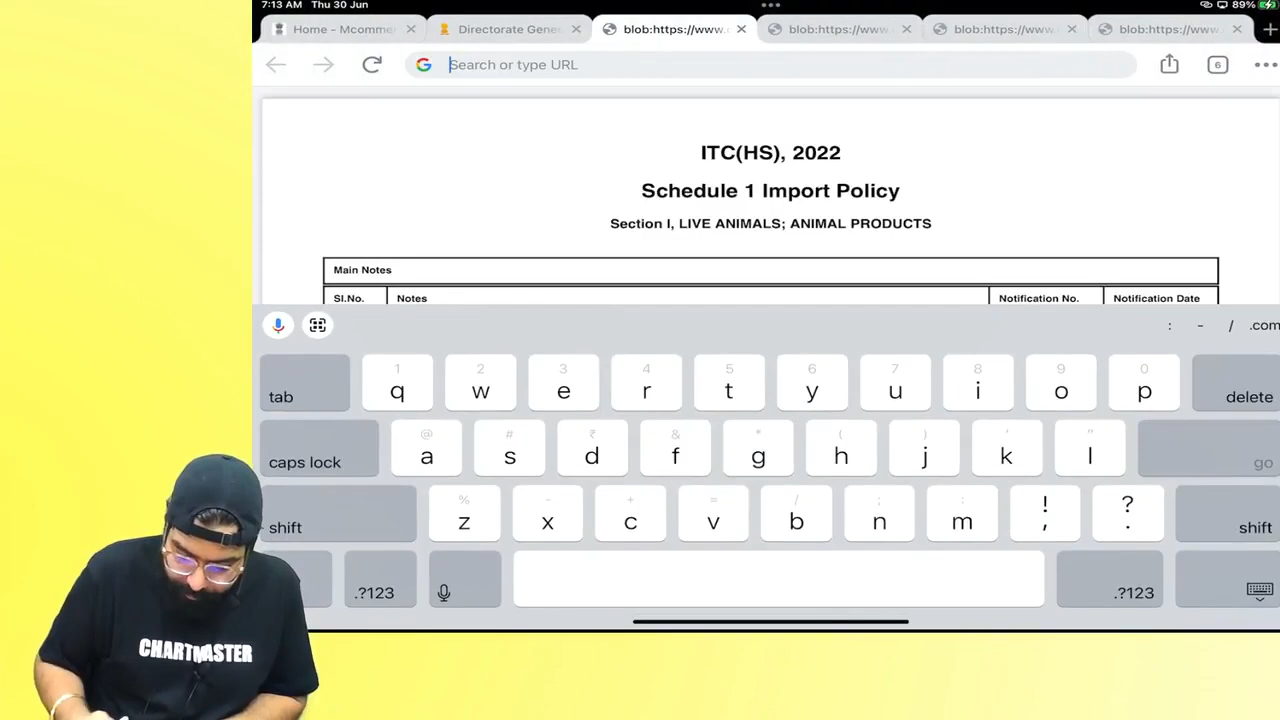 7:13 AM Thu 30 Jun
89%
Home - Mcomme
Directorate Gene
blob:https://www.
blob:https://www.
blob:https://www.
blob:https://www.
Search or type URL
6
ITC(HS), 2022
Schedule 1 Import Policy
Section I, LIVE ANIMALS; ANIMAL PRODUCTS
Main Notes
Sl.No. Notes Notification No. Notification Date
: - / .com
1 2 3 4 5 6 7 8 9 0
tab q w e r t y u i o p delete
@ # ₹ & * ( ) ' "
caps lock a s d f g h j k l go
% - + = / ; : ! ?
shift z x c v b n m , . shift
.?123 .?123
CHARTMASTER